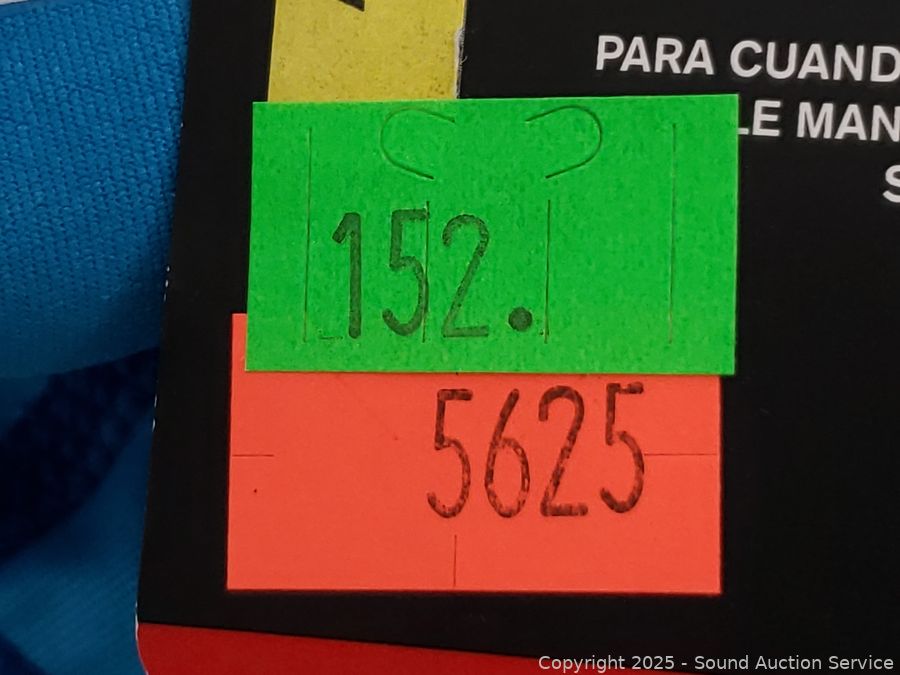 PARA CUAND
LE MAN
S
152.
5625
Copyright 2025 - Sound Auction Service